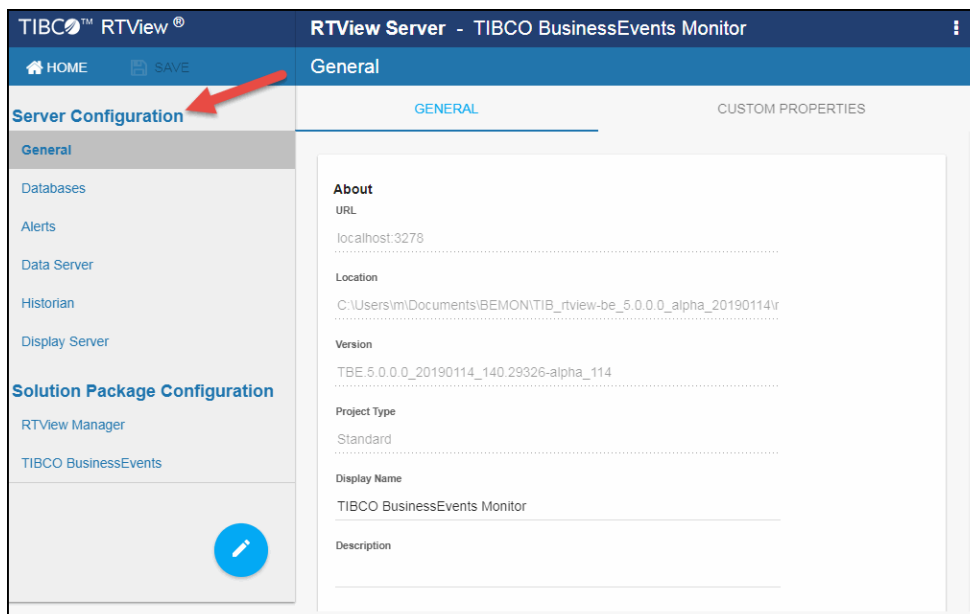 TIBCO™ RTView ®
RTView Server - TIBCO BusinessEvents Monitor
HOME
SAVE
General
Server Configuration
General
Databases
Alerts
Data Server
Historian
Display Server
Solution Package Configuration
RTView Manager
TIBCO BusinessEvents
GENERAL
CUSTOM PROPERTIES
About
URL
localhost:3278
Location
C:\Users\m\Documents\BEMON\TIB_rtview-be_5.0.0.0_alpha_20190114\r
Version
TBE.5.0.0.0_20190114_140.29326-alpha_114
Project Type
Standard
Display Name
TIBCO BusinessEvents Monitor
Description